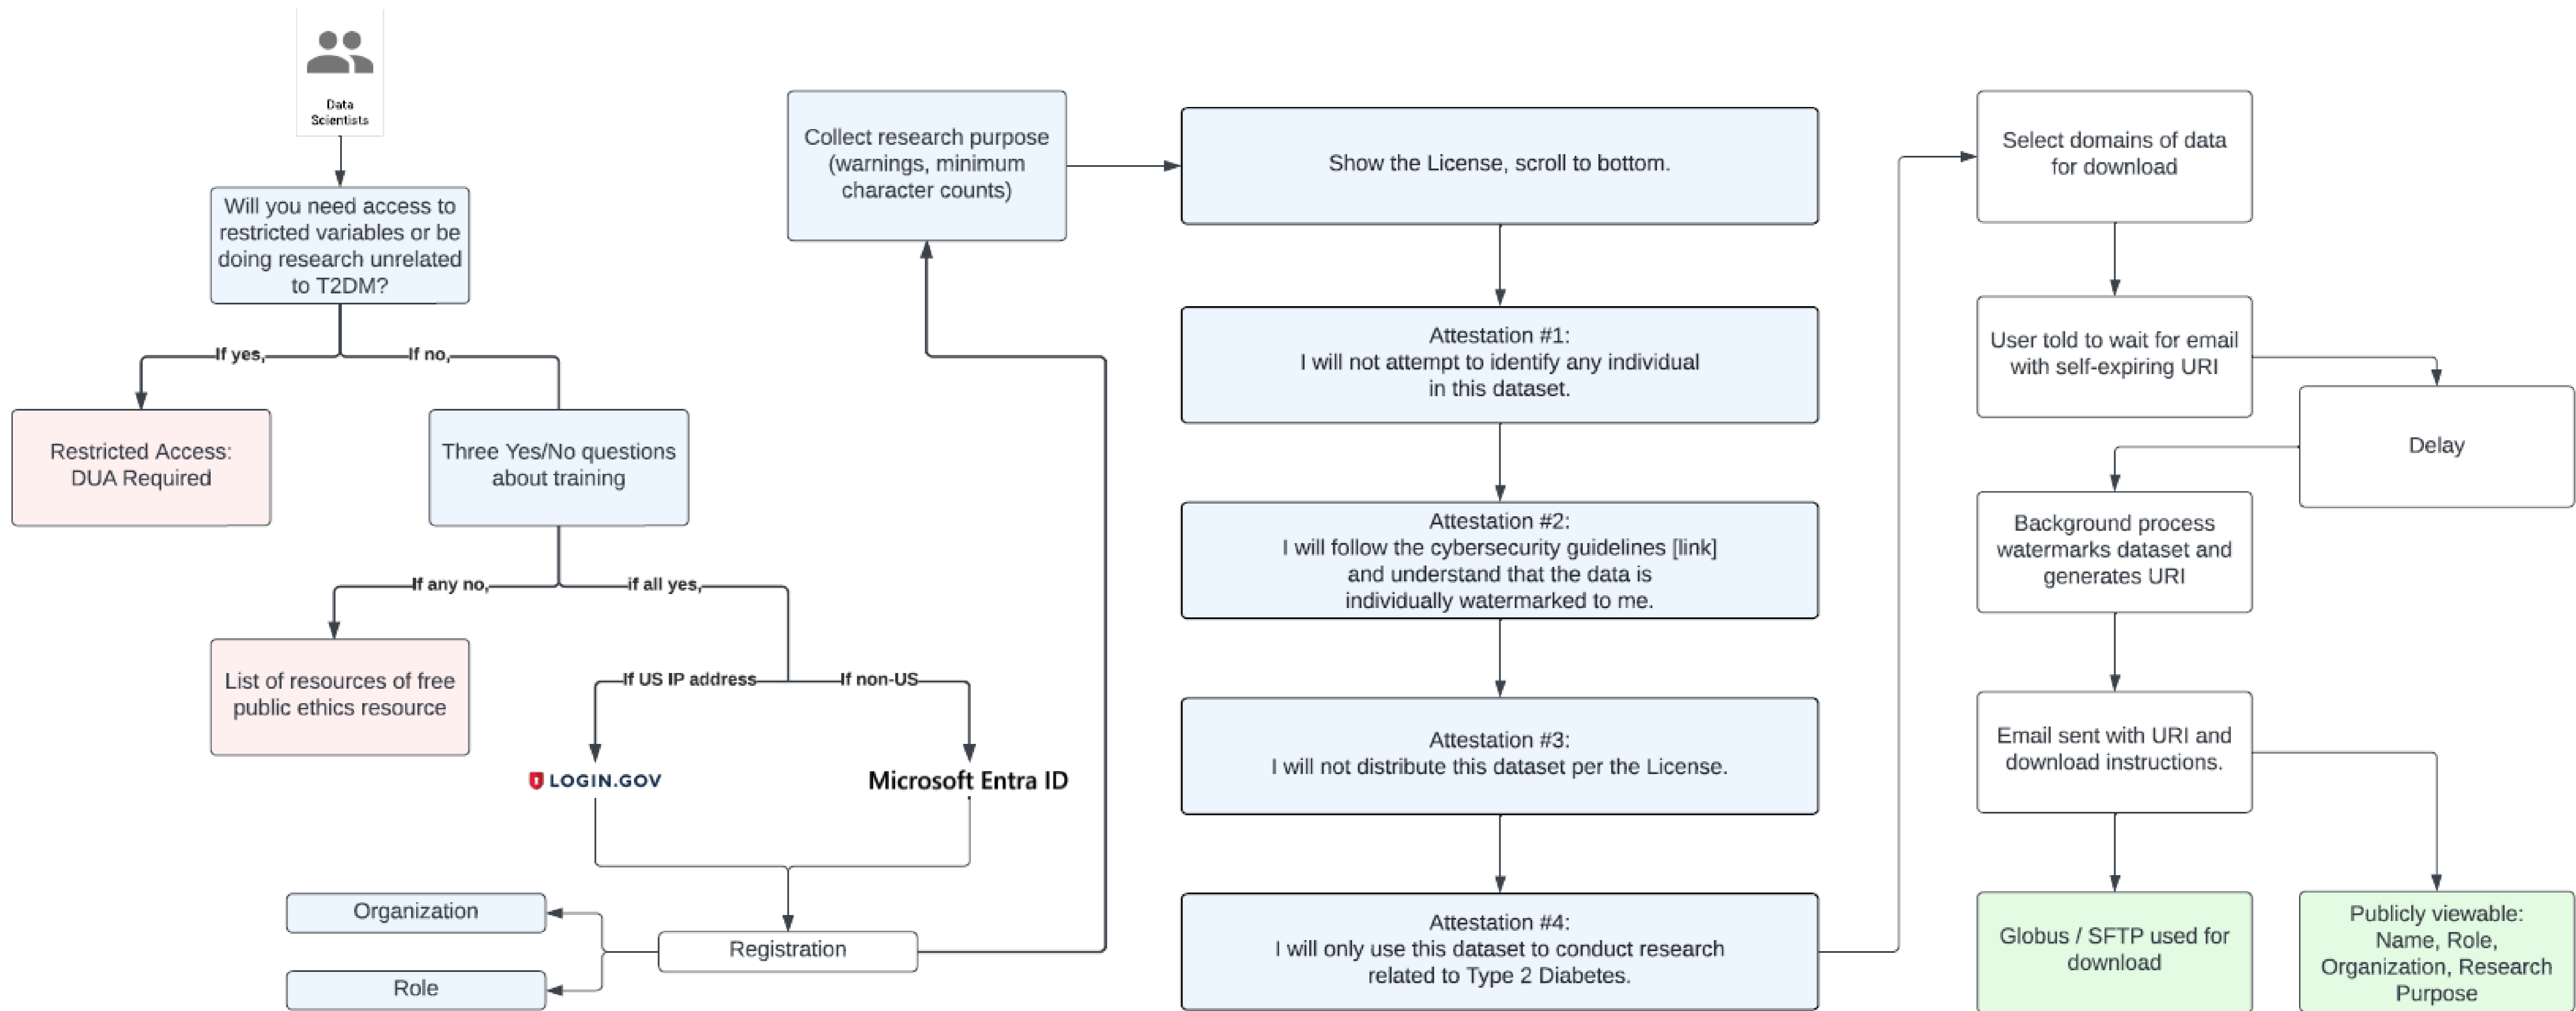 Data
Scientists
Will you need access to
restricted variables or be
doing research unrelated
to T2DM?
If yes,
If no,
Restricted Access:
DUA Required
Three Yes/No questions
about training
If any no,
if all yes,
List of resources of free
public ethics resource
If US IP address
If non-US
LOGIN.GOV
Microsoft Entra ID
Registration
Organization
Role
Collect research purpose
(warnings, minimum
character counts)
Show the License, scroll to bottom.
Attestation #1:
I will not attempt to identify any individual
in this dataset.
Attestation #2:
I will follow the cybersecurity guidelines [link]
and understand that the data is
individually watermarked to me.
Attestation #3:
I will not distribute this dataset per the License.
Attestation #4:
I will only use this dataset to conduct research
related to Type 2 Diabetes.
Select domains of data
for download
User told to wait for email
with self-expiring URI
Delay
Background process
watermarks dataset and
generates URI
Email sent with URI and
download instructions.
Globus / SFTP used for
download
Publicly viewable:
Name, Role,
Organization, Research
Purpose